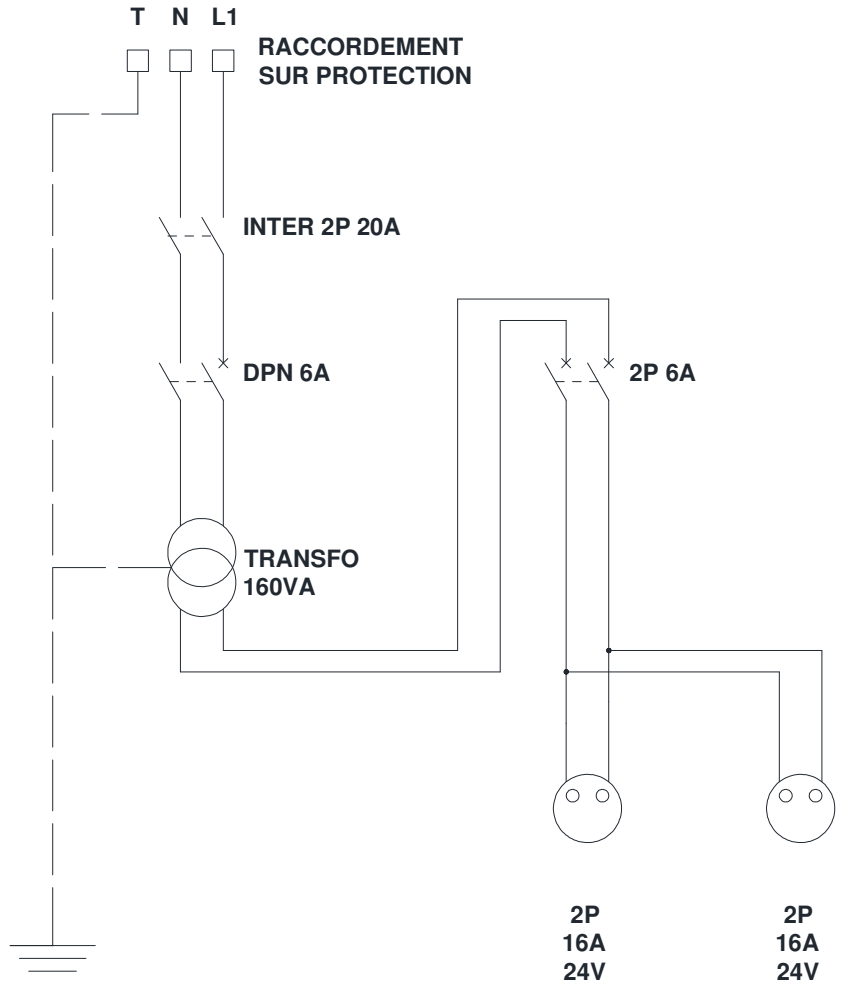 T N L1
RACCORDEMENT
SUR PROTECTION
INTER 2P 20A
DPN 6A
2P 6A
TRANSFO
160VA
2P
16A
24V
2P
16A
24V